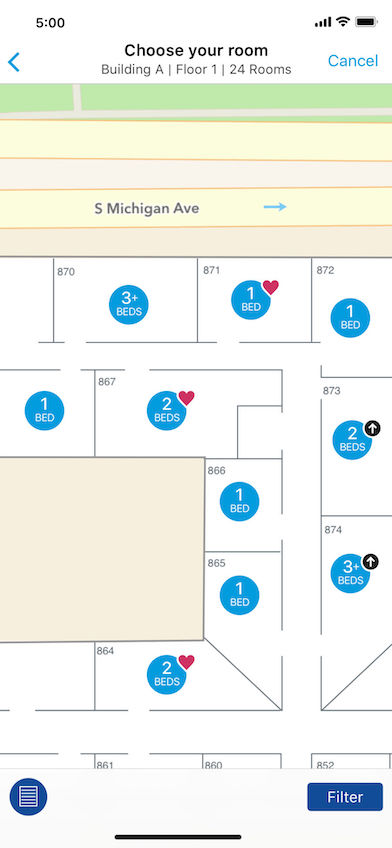 5:00
Choose your room
Cancel
Building A | Floor 1 | 24 Rooms
S Michigan Ave
870
3+
BEDS
871
1
BED
872
1
BED
867
1
BED
2
BEDS
873
2
BEDS
866
1
BED
874
3+
BEDS
865
1
BED
864
2
BEDS
861
860
852
Filter